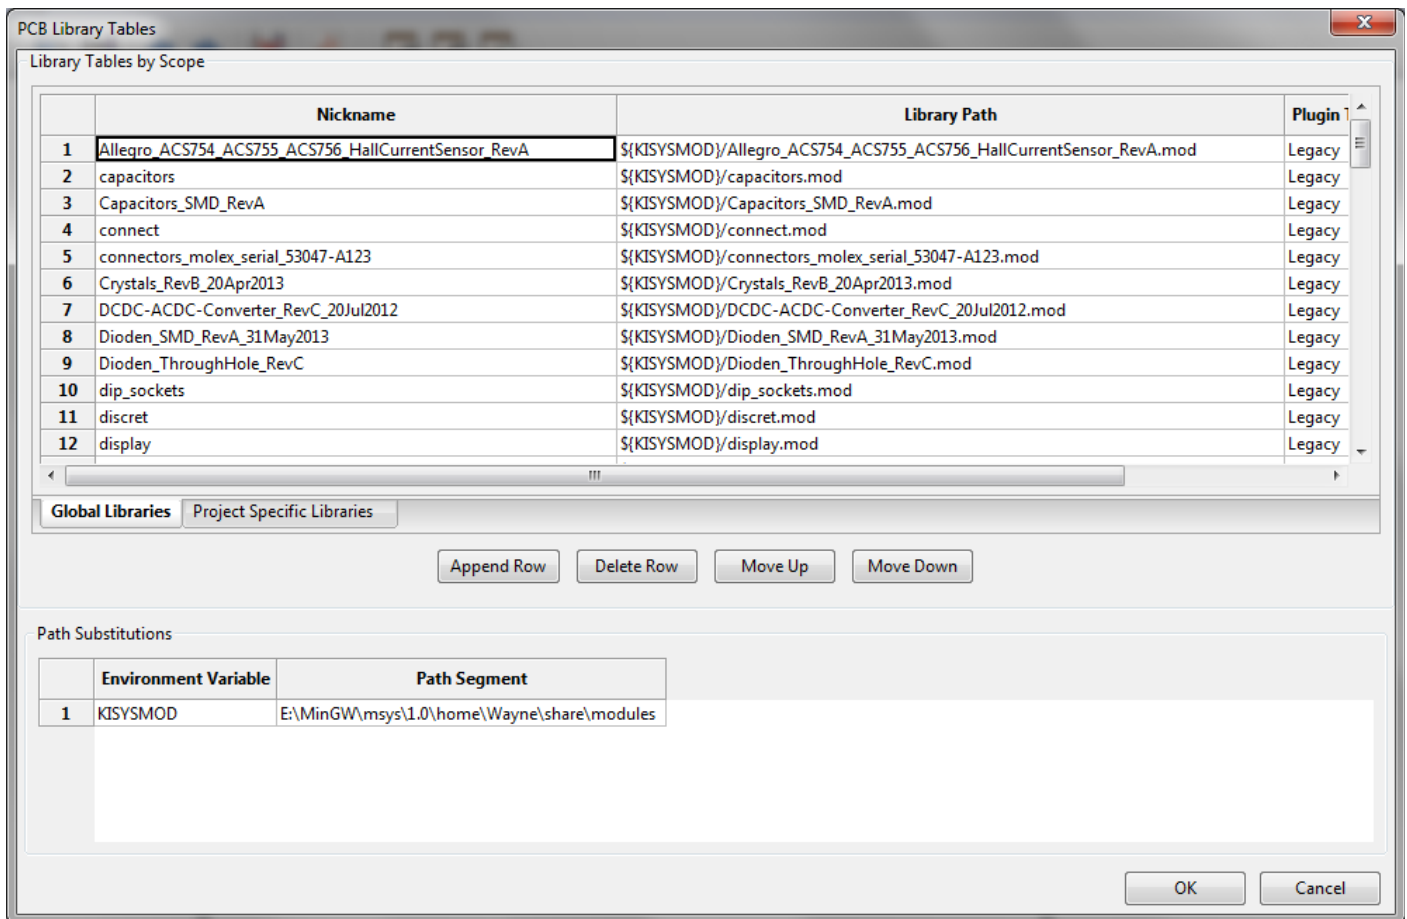 PCB Library Tables
Library Tables by Scope
Nickname Library Path Plugin
1 Allegro_ACS754_ACS755_ACS756_HallCurrentSensor_RevA ${KISYSMOD}/Allegro_ACS754_ACS755_ACS756_HallCurrentSensor_RevA.mod Legacy
2 capacitors ${KISYSMOD}/capacitors.mod Legacy
3 Capacitors_SMD_RevA ${KISYSMOD}/Capacitors_SMD_RevA.mod Legacy
4 connect ${KISYSMOD}/connect.mod Legacy
5 connectors_molex_serial_53047-A123 ${KISYSMOD}/connectors_molex_serial_53047-A123.mod Legacy
6 Crystals_RevB_20Apr2013 ${KISYSMOD}/Crystals_RevB_20Apr2013.mod Legacy
7 DCDC-ACDC-Converter_RevC_20Jul2012 ${KISYSMOD}/DCDC-ACDC-Converter_RevC_20Jul2012.mod Legacy
8 Dioden_SMD_RevA_31May2013 ${KISYSMOD}/Dioden_SMD_RevA_31May2013.mod Legacy
9 Dioden_ThroughHole_RevC ${KISYSMOD}/Dioden_ThroughHole_RevC.mod Legacy
10 dip_sockets ${KISYSMOD}/dip_sockets.mod Legacy
11 discret ${KISYSMOD}/discret.mod Legacy
12 display ${KISYSMOD}/display.mod Legacy
Global Libraries Project Specific Libraries
Append Row Delete Row Move Up Move Down
Path Substitutions
Environment Variable Path Segment
1 KISYSMOD E:\MinGW\msys\1.0\home\Wayne\share\modules
OK Cancel